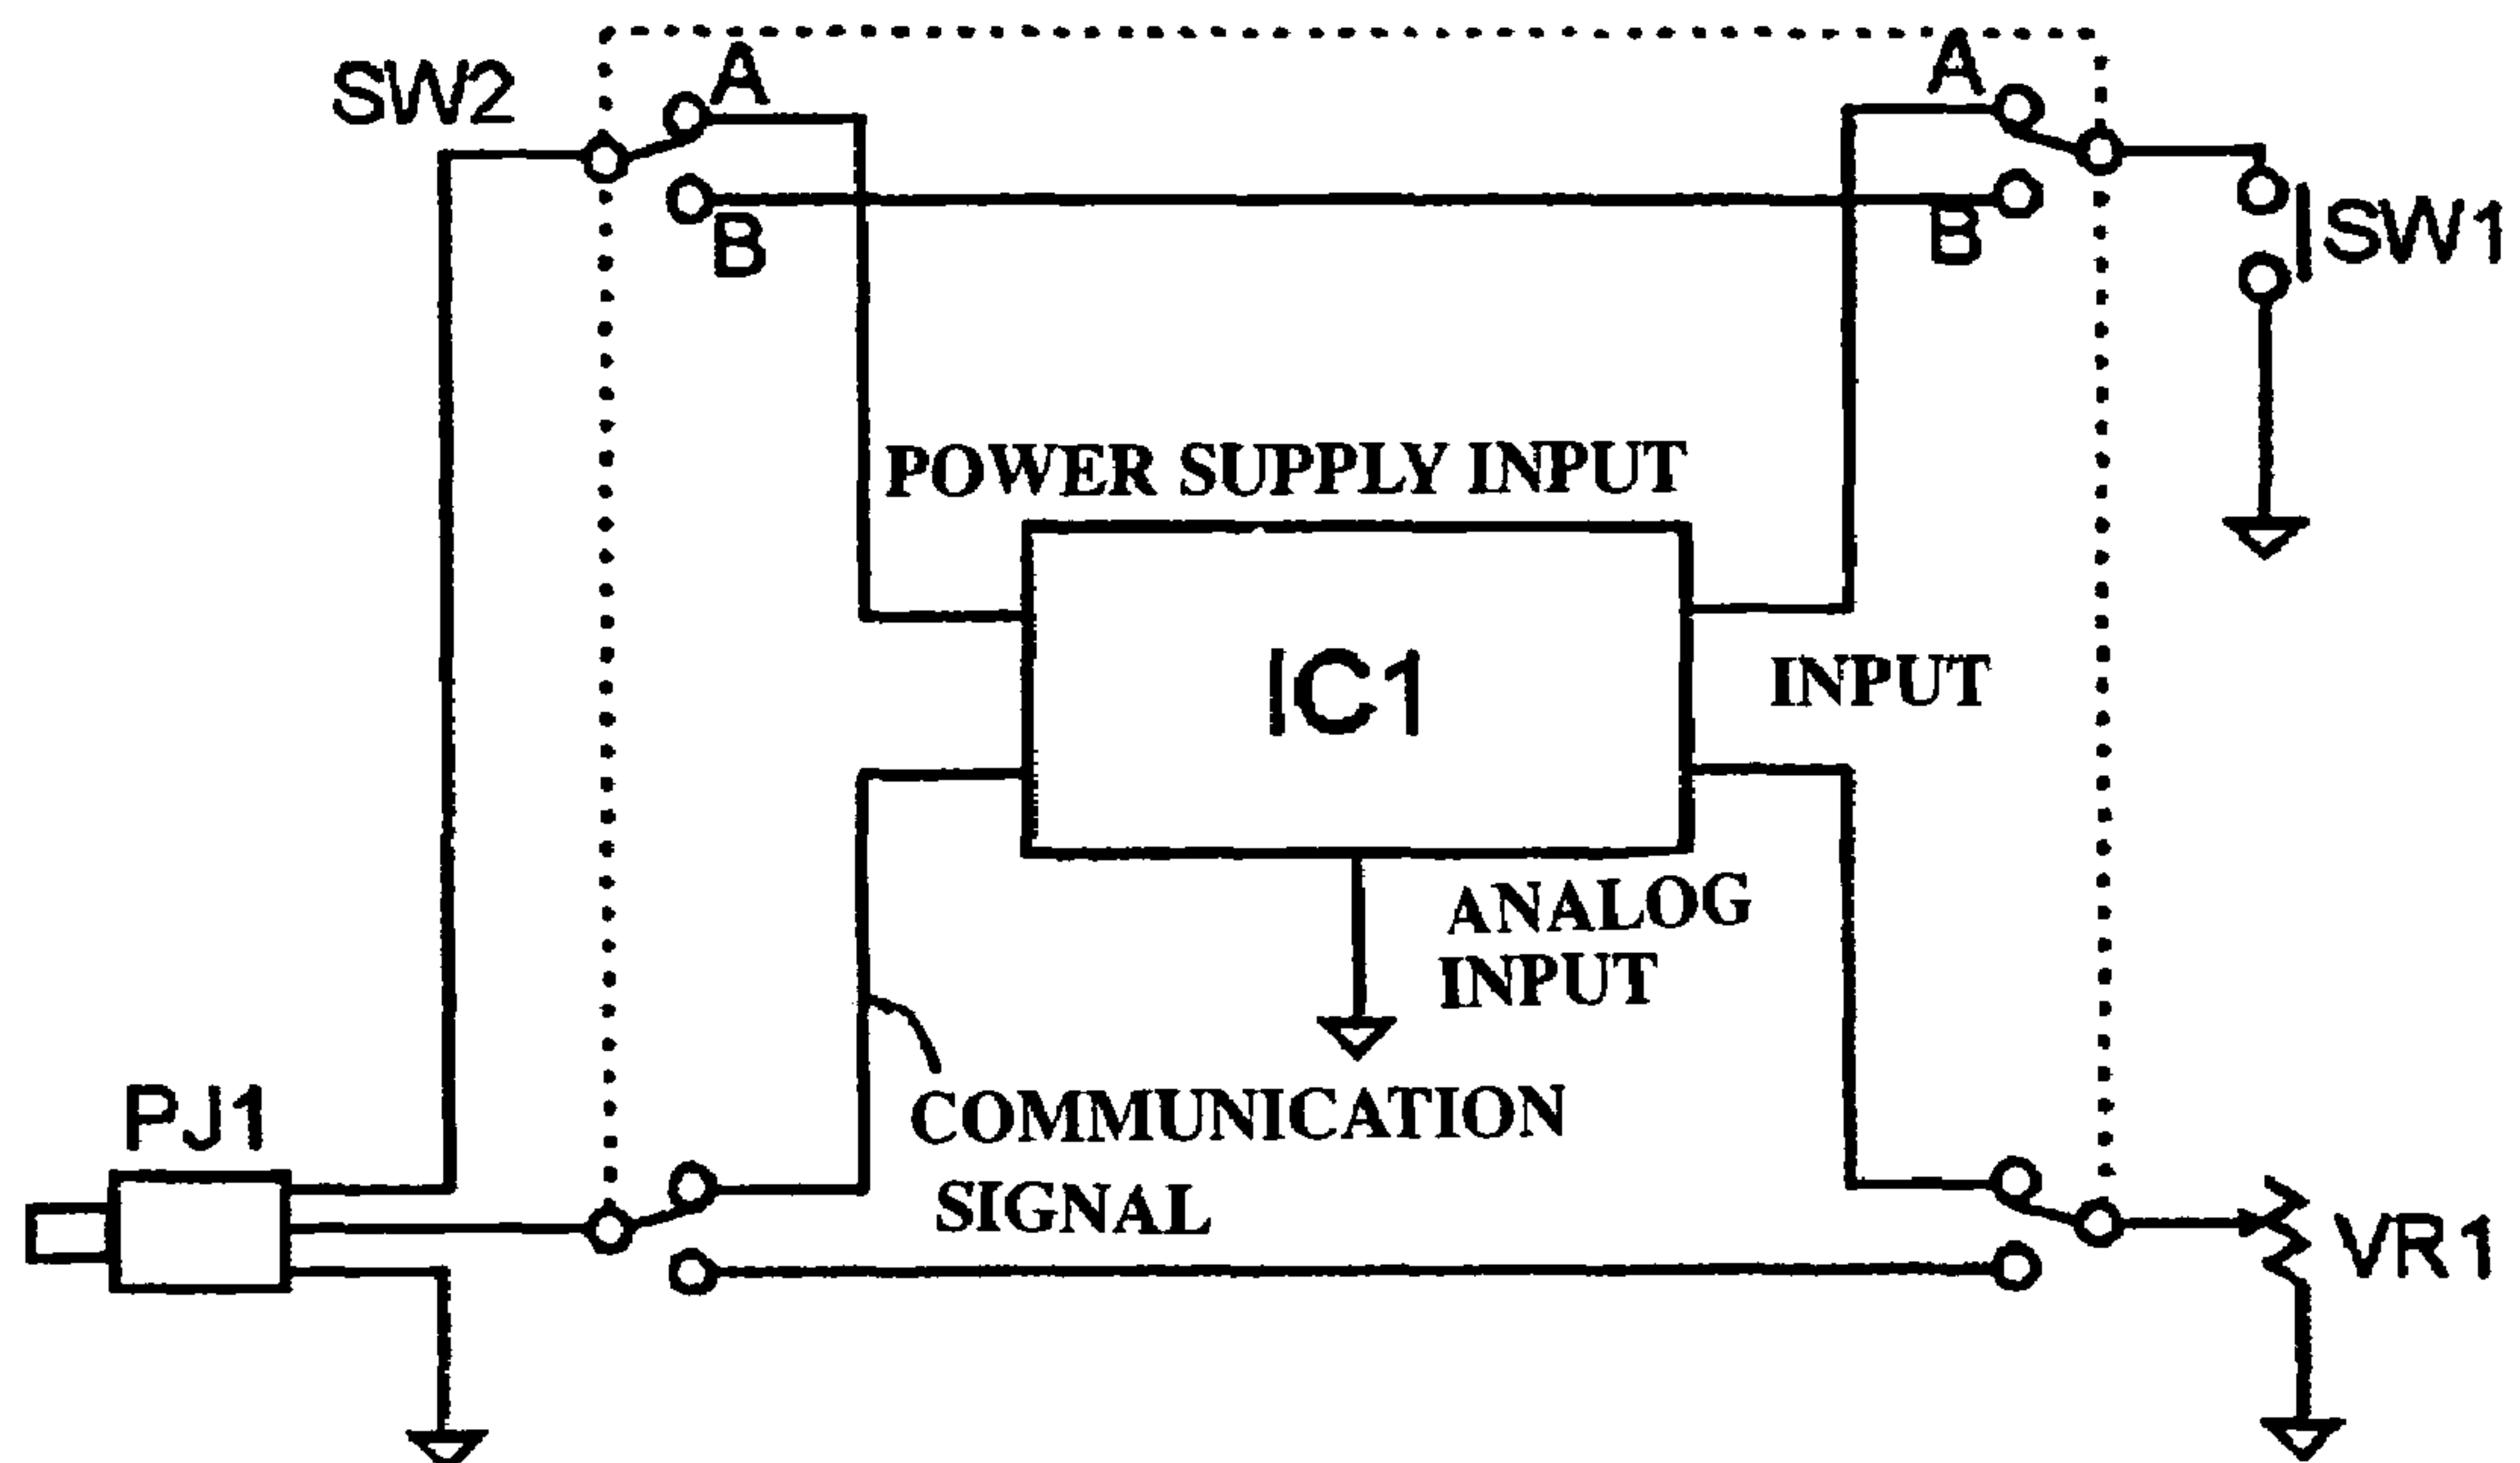 SW2
A
A
B
B
SW1
POWER SUPPLY INPUT
IC1
INPUT
ANALOG
INPUT
PJ1
COMMUNICATION
SIGNAL
VR1